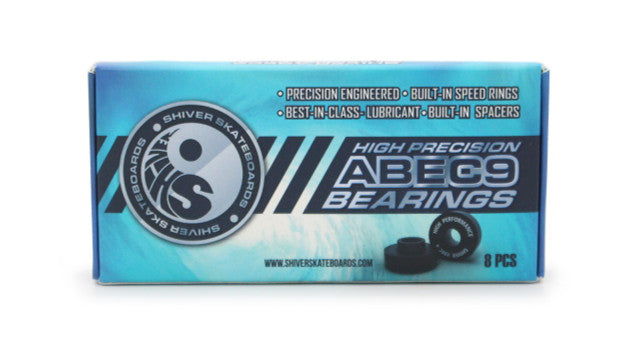 • PRECISION ENGINEERED • BUILT-IN SPEED RINGS
• BEST-IN-CLASS- LUBRICANT • BUILT-IN SPACERS
SHIVER SKATEBOARDS
SHIVER SKATEBOARDS
HIGH PRECISION
ABEC9
BEARINGS
HIGH PERFORMANCE
WWW.SHIVERSKATEBOARDS.COM
8 PCS